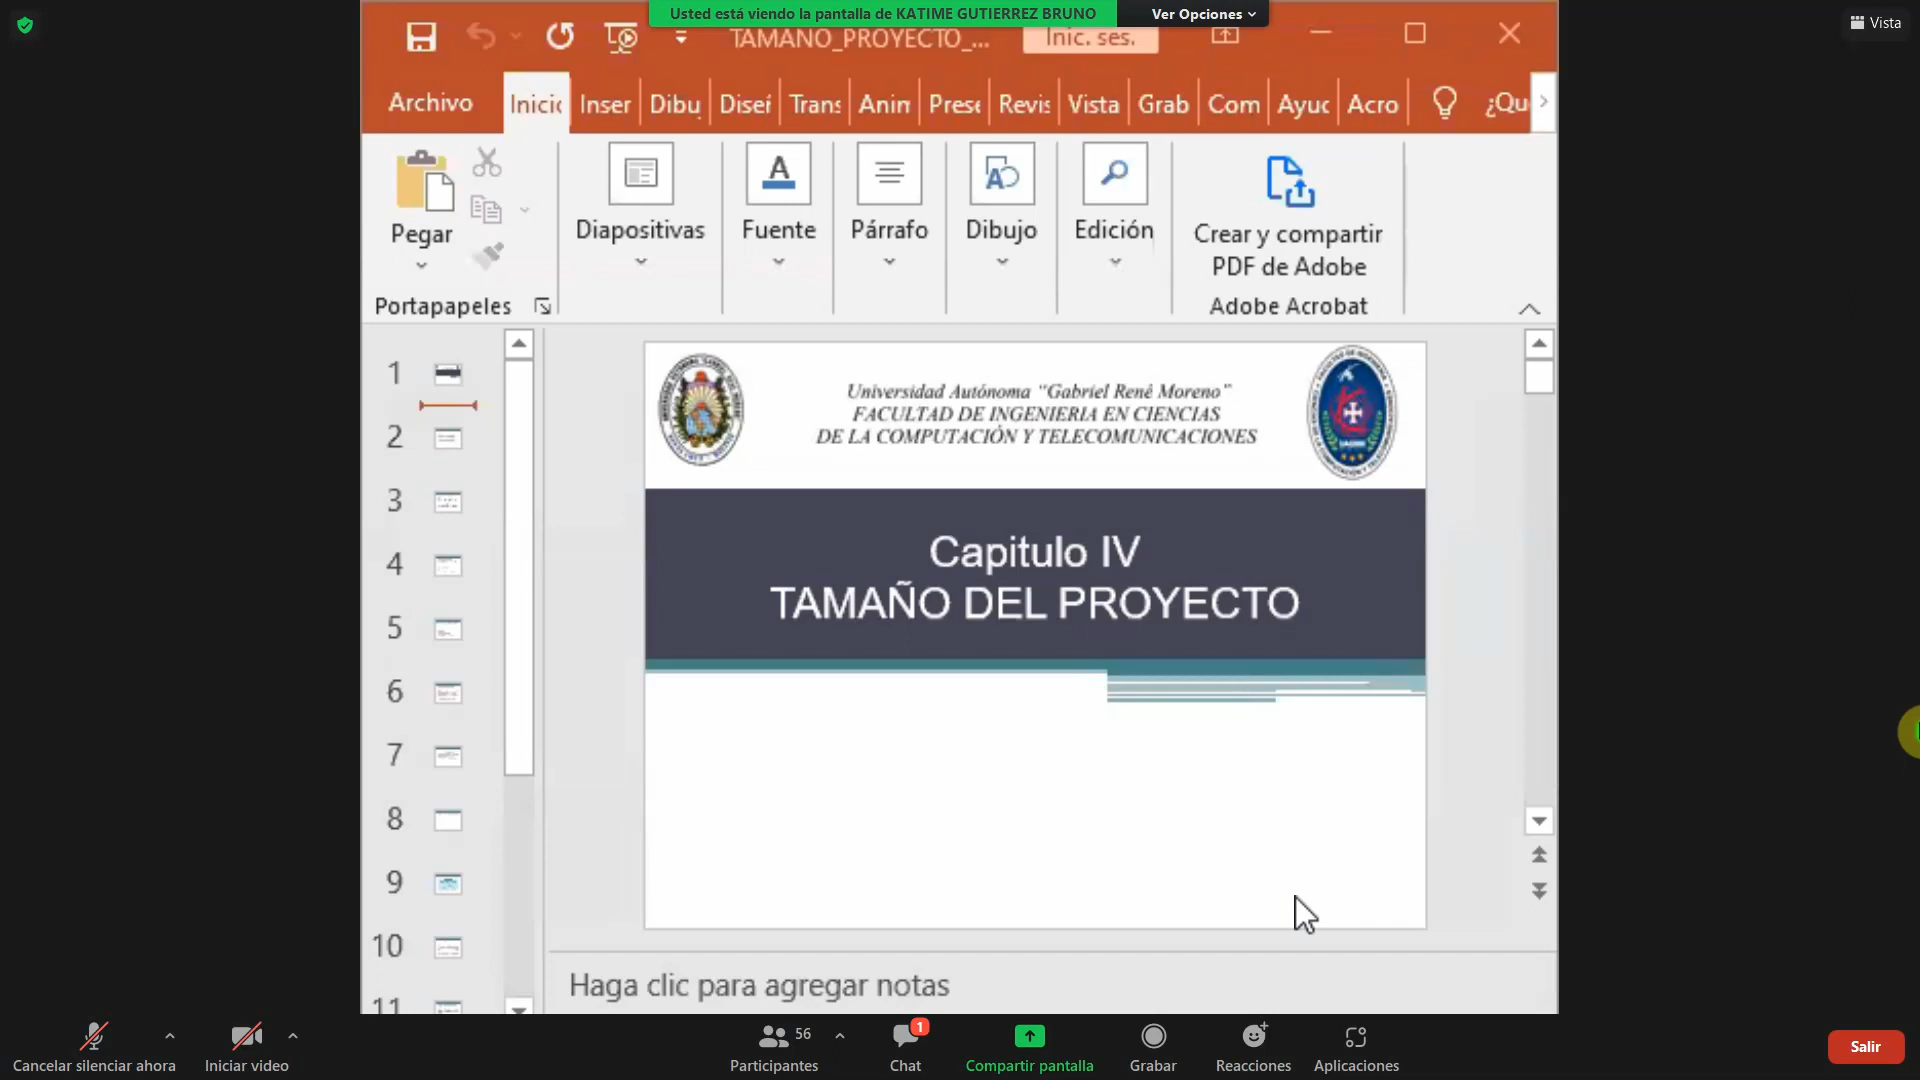 Usted está viendo la pantalla de KATIME GUTIERREZ BRUNO
Ver Opciones
Vista
TAMAÑO_PROYECTO_...
Inic. ses.
Archivo
Inicio Inser Dibu Diseñ Trans Anim Prese Revis Vista Grab Com Ayud Acro ¿Qu
Pegar
Diapositivas
Fuente
Párrafo
Dibujo
Edición
Crear y compartir
PDF de Adobe
Portapapeles
Adobe Acrobat
1
2
3
4
5
6
7
8
9
10
11
Universidad Autónoma “Gabriel René Moreno”
FACULTAD DE INGENIERIA EN CIENCIAS
DE LA COMPUTACIÓN Y TELECOMUNICACIONES
Capitulo IV
TAMAÑO DEL PROYECTO
Haga clic para agregar notas
Cancelar silenciar ahora
Iniciar video
56
Participantes
1
Chat
Compartir pantalla
Grabar
Reacciones
Aplicaciones
Salir